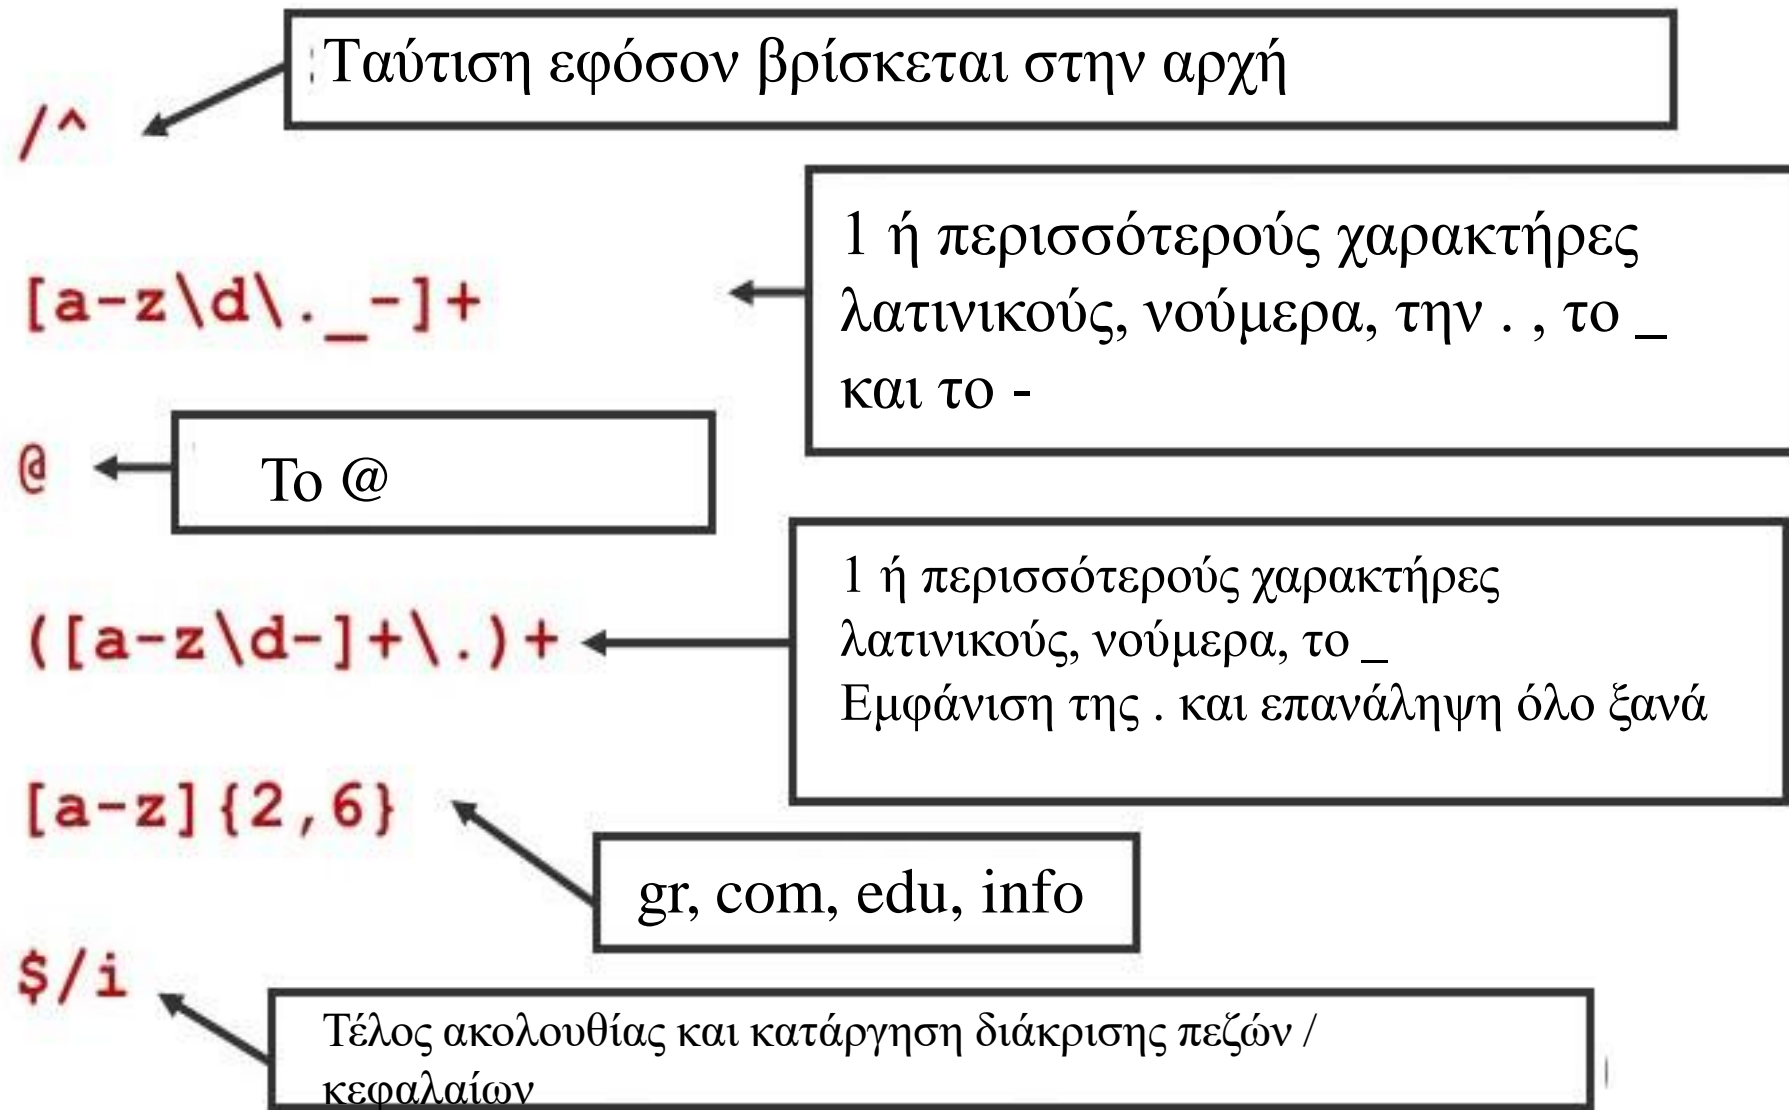 Ταύτιση εφόσον βρίσκεται στην αρχή
/^
1 ή περισσότερούς χαρακτήρες
λατινικούς, νούμερα, την . , το _
και το -
[a-z\d\._-]+
@
Το @
1 ή περισσότερούς χαρακτήρες
λατινικούς, νούμερα, το _
Εμφάνιση της . και επανάληψη όλο ξανά
([a-z\d-]+\.)+
[a-z]{2,6}
gr, com, edu, info
$/i
Τέλος ακολουθίας και κατάργηση διάκρισης πεζών /
κεφαλαίων